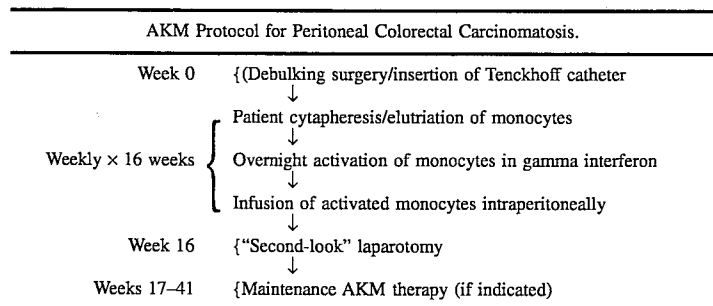 AKM Protocol for Peritoneal Colorectal Carcinomatosis.
Week 0 {(Debulking surgery/insertion of Tenckhoff catheter
↓
Patient cytapheresis/elutriation of monocytes
↓
Weekly × 16 weeks { Overnight activation of monocytes in gamma interferon
↓
Infusion of activated monocytes intraperitoneally
↓
Week 16 {“Second-look” laparotomy
↓
Weeks 17–41 {Maintenance AKM therapy (if indicated)